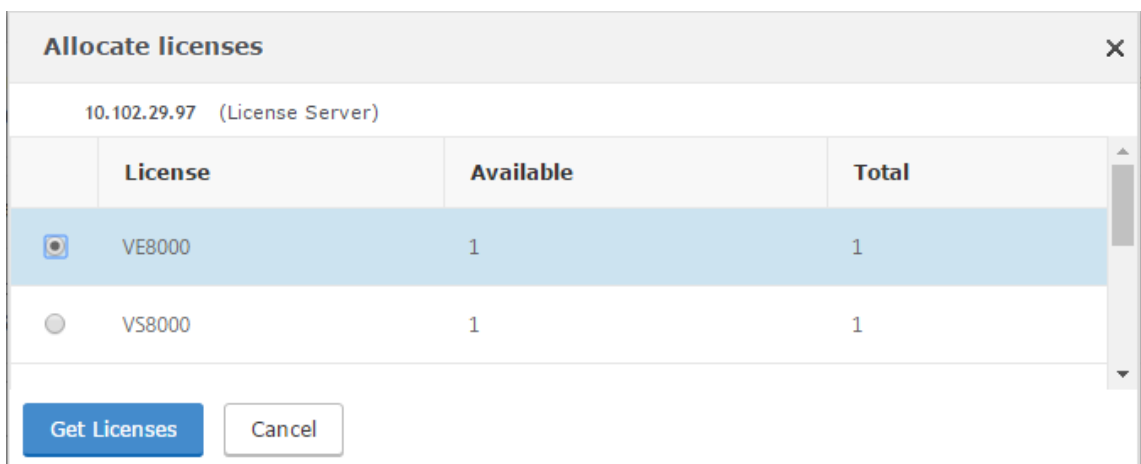 Allocate licenses
10.102.29.97 (License Server)
License Available Total
VE8000 1 1
VS8000 1 1
Get Licenses Cancel